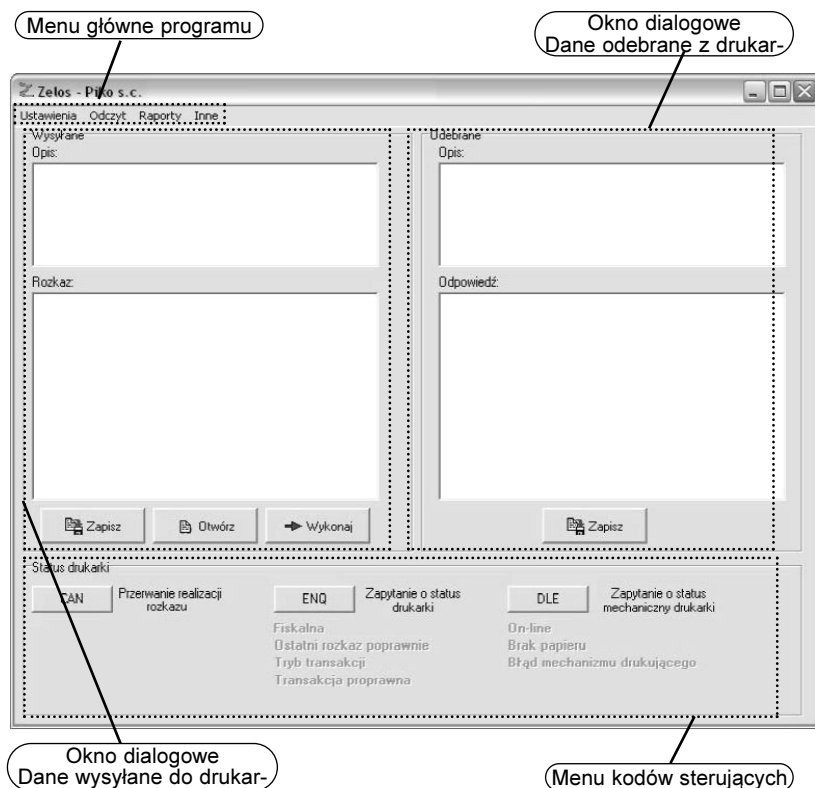 Menu główne programu
Okno dialogowe
Dane odebrane z drukar-
Zelos - Piko s.c.
Ustawienia Odczyt Raporty Inne
Wysyłane
Opis:
Rozkaz:
Zapisz Otwórz Wykonaj
Odebrane
Opis:
Odpowiedź:
Zapisz
Status drukarki
CAN Przerwanie realizacji
rozkazu
ENQ Zapytanie o status
drukarki
Fiskalna
Ostatni rozkaz poprawnie
Tryb transakcji
Transakcja proprawna
DLE Zapytanie o status
mechaniczny drukarki
On-line
Brak papieru
Błąd mechanizmu drukującego
Okno dialogowe
Dane wysyłane do drukar-
Menu kodów sterujących